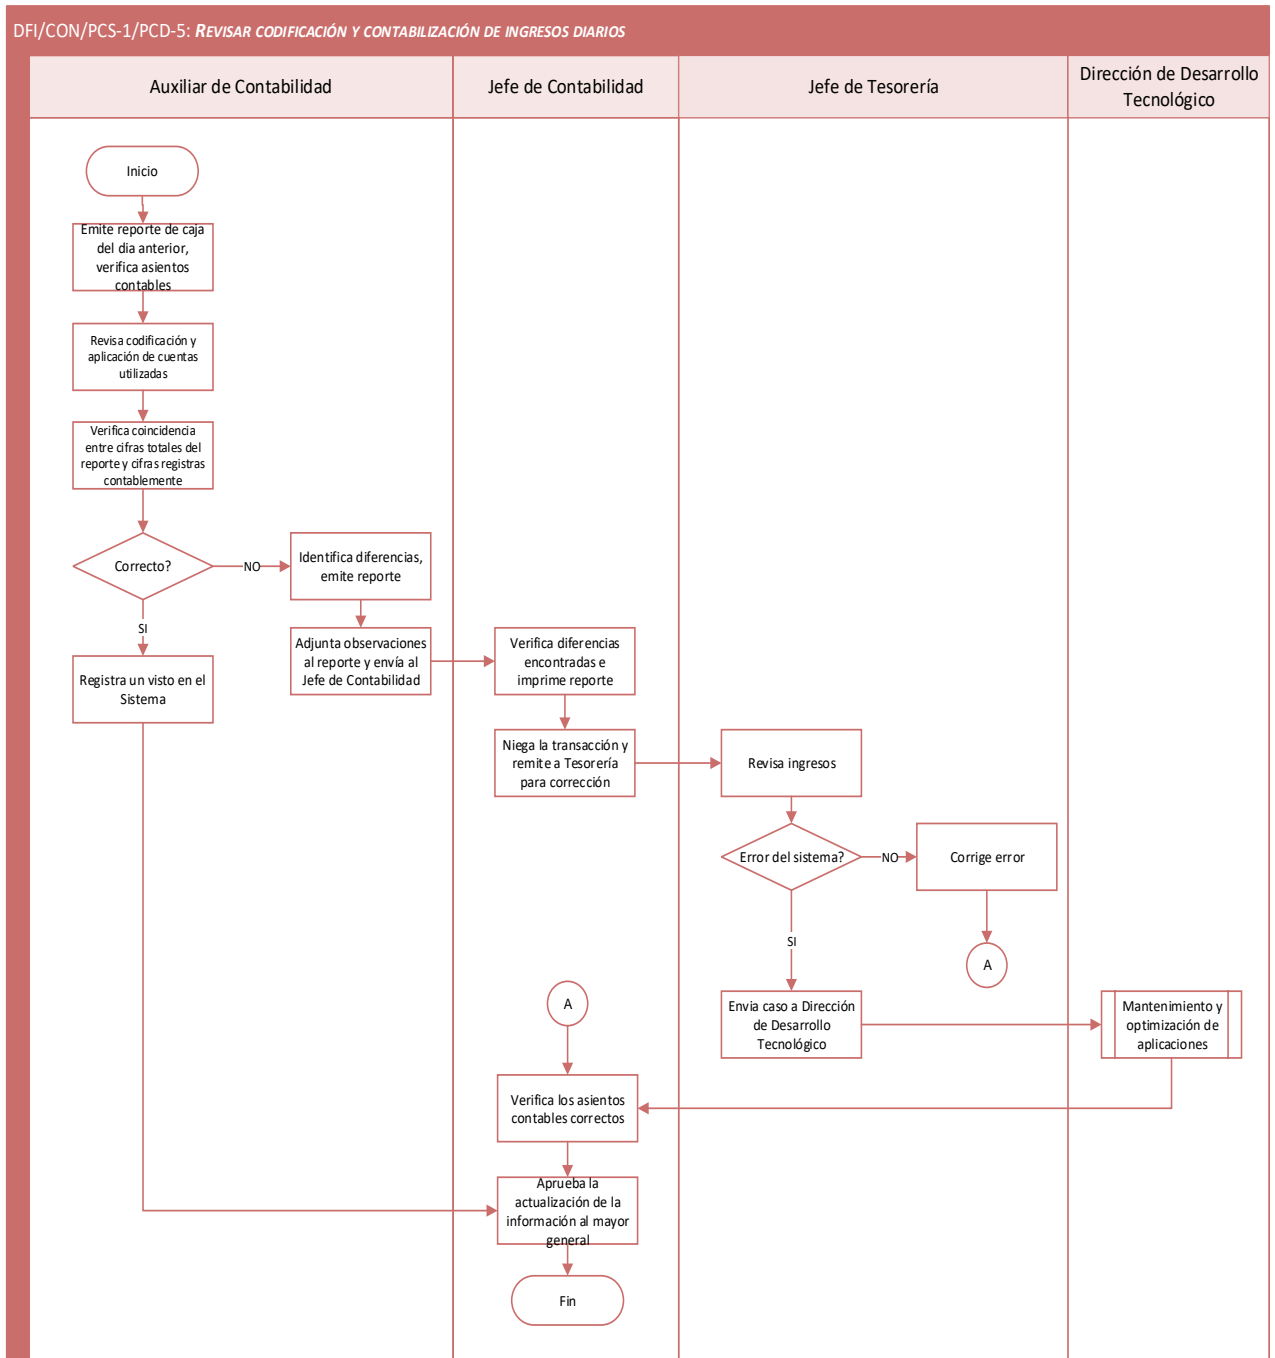 DFI/CON/PCS-1/PCD-5: REVISAR CODIFICACIÓN Y CONTABILIZACIÓN DE INGRESOS DIARIOS
Auxiliar de Contabilidad
Jefe de Contabilidad
Jefe de Tesorería
Dirección de Desarrollo
Tecnológico
Inicio
Emite reporte de caja
del dia anterior,
verifica asientos
contables
Revisa codificación y
aplicación de cuentas
utilizadas
Verifica coincidencia
entre cifras totales del
reporte y cifras registras
contablemente
Correcto?
NO
Identifica diferencias,
emite reporte
SI
Adjunta observaciones
al reporte y envía al
Jefe de Contabilidad
Registra un visto en el
Sistema
Verifica diferencias
encontradas e
imprime reporte
Niega la transacción y
remite a Tesorería
para corrección
Revisa ingresos
Error del sistema?
NO
Corrige error
SI
A
Envia caso a Dirección
de Desarrollo
Tecnológico
Mantenimiento y
optimización de
aplicaciones
A
Verifica los asientos
contables correctos
Aprueba la
actualización de la
información al mayor
general
Fin